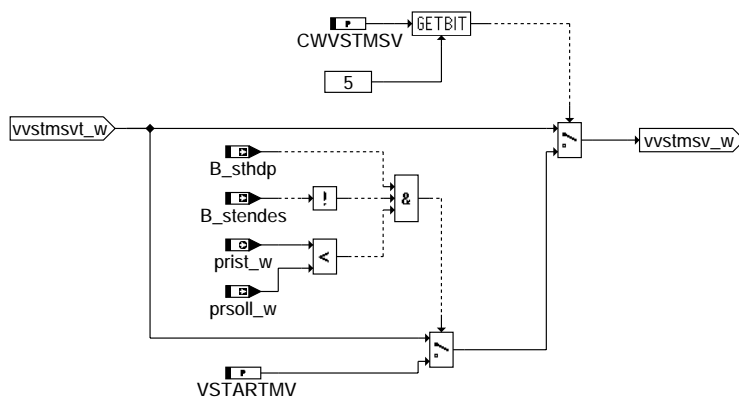 P
GETBIT
CWVSTMSV
5
vvstmsvt_w
vvstmsv_w
B_sthdp
B_stendes
!
&
prist_w
<
prsoll_w
P
VSTARTMV